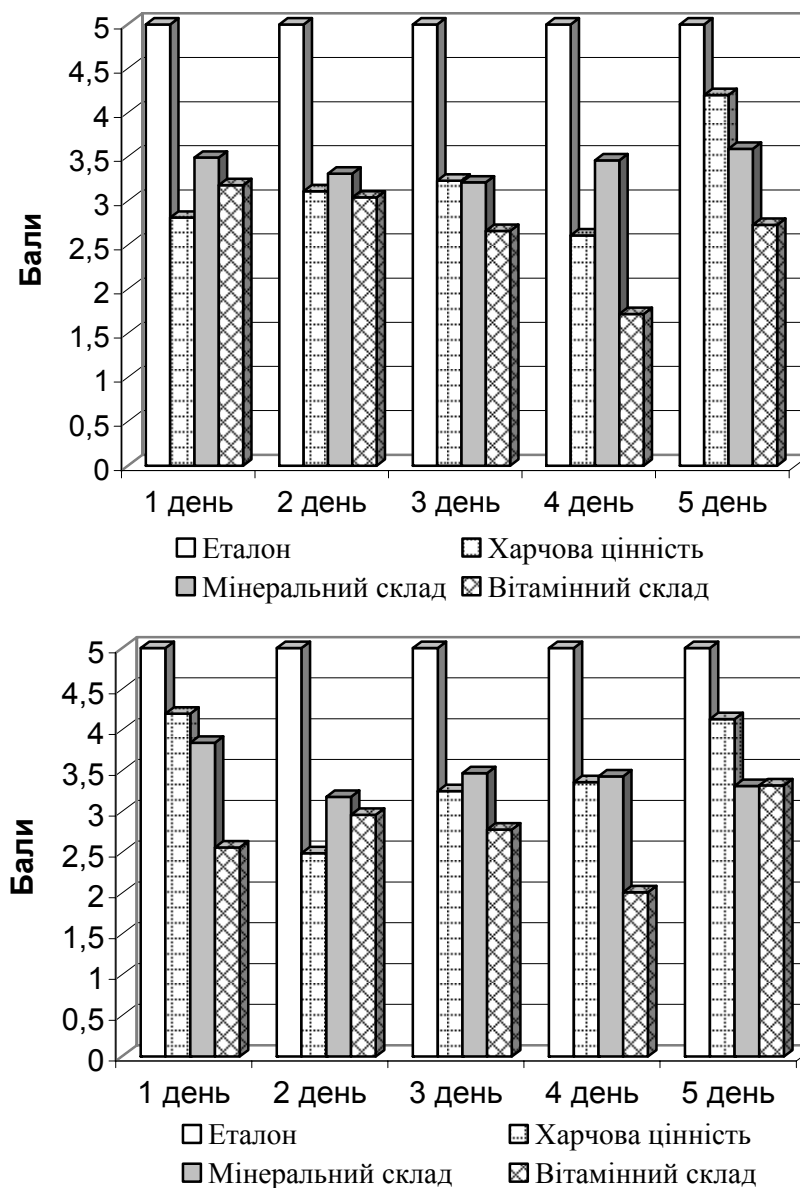 5
4,5
4
3,5
3
2,5
2
1,5
1
0,5
0
Бали
1 день 2 день 3 день 4 день 5 день
Еталон Харчова цінність
Мінеральний склад Вітамінний склад
5
4,5
4
3,5
3
2,5
2
1,5
1
0,5
0
Бали
1 день 2 день 3 день 4 день 5 день
Еталон Харчова цінність
Мінеральний склад Вітамінний склад